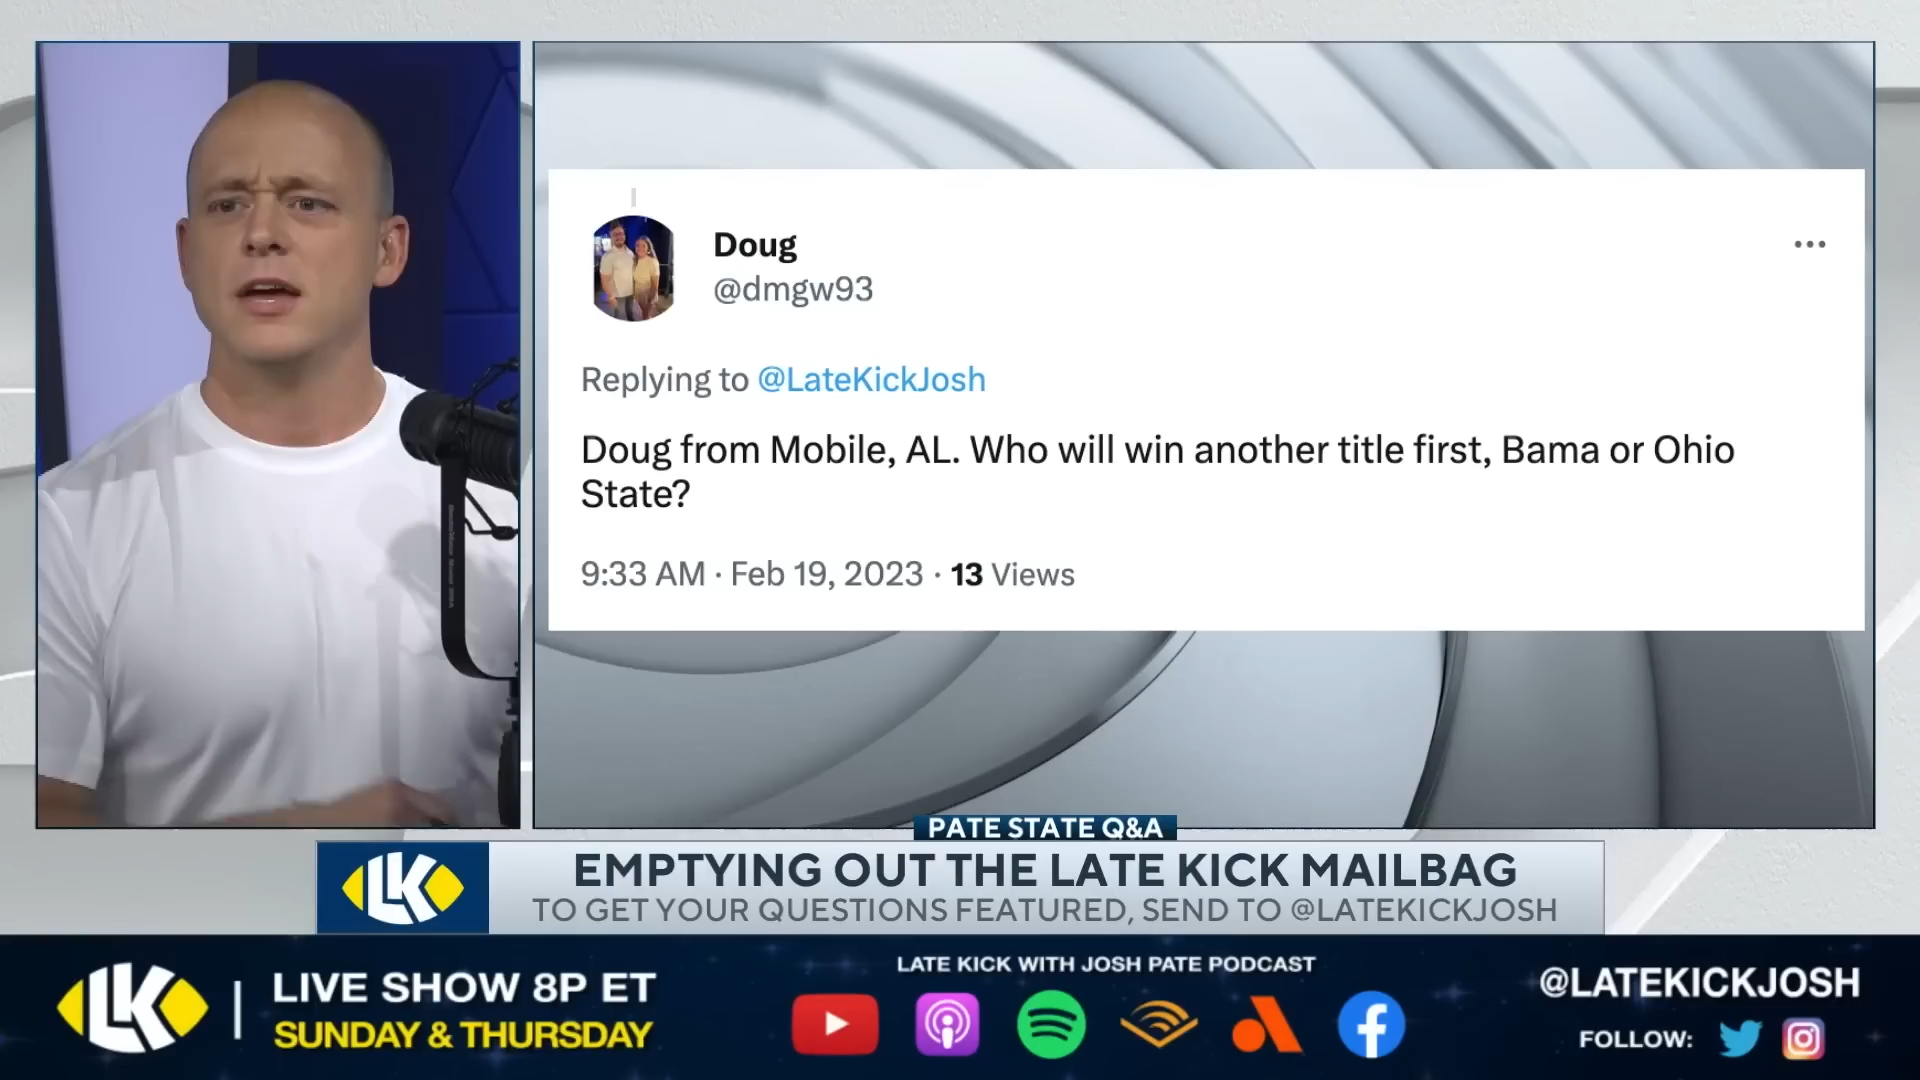 Doug
@dmgw93
Replying to @LateKickJosh
Doug from Mobile, AL. Who will win another title first, Bama or Ohio
State?
9:33 AM · Feb 19, 2023 · 13 Views
PATE STATE Q&A
LK
EMPTYING OUT THE LATE KICK MAILBAG
TO GET YOUR QUESTIONS FEATURED, SEND TO @LATEKICKJOSH
LK
LIVE SHOW 8P ET
SUNDAY & THURSDAY
LATE KICK WITH JOSH PATE PODCAST
@LATEKICKJOSH
FOLLOW: